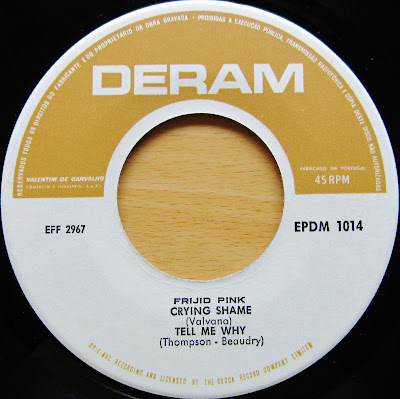 RESERVADOS TODOS OS DIREITOS DO FABRICANTE E DO PROPRIETÁRIO DA OBRA GRAVADA - PROIBIDAS A EXECUÇÃO PÚBLICA, TRANSMISSÃO RADIOFÓNICA E CÓPIA DESTE DISCO, NÃO AUTORIZADAS
DERAM
VALENTIM DE CARVALHO
COMÉRCIO E INDÚSTRIA, S.A.R.L.
FABRICADO EM PORTUGAL
45 RPM
EFF 2967
EPDM 1014
FRIJID PINK
CRYING SHAME
(Valvano)
TELL ME WHY
(Thompson - Beaudry)
ORIGINAL RECORDING AND LICENSED BY THE DECCA RECORD COMPANY LIMITED